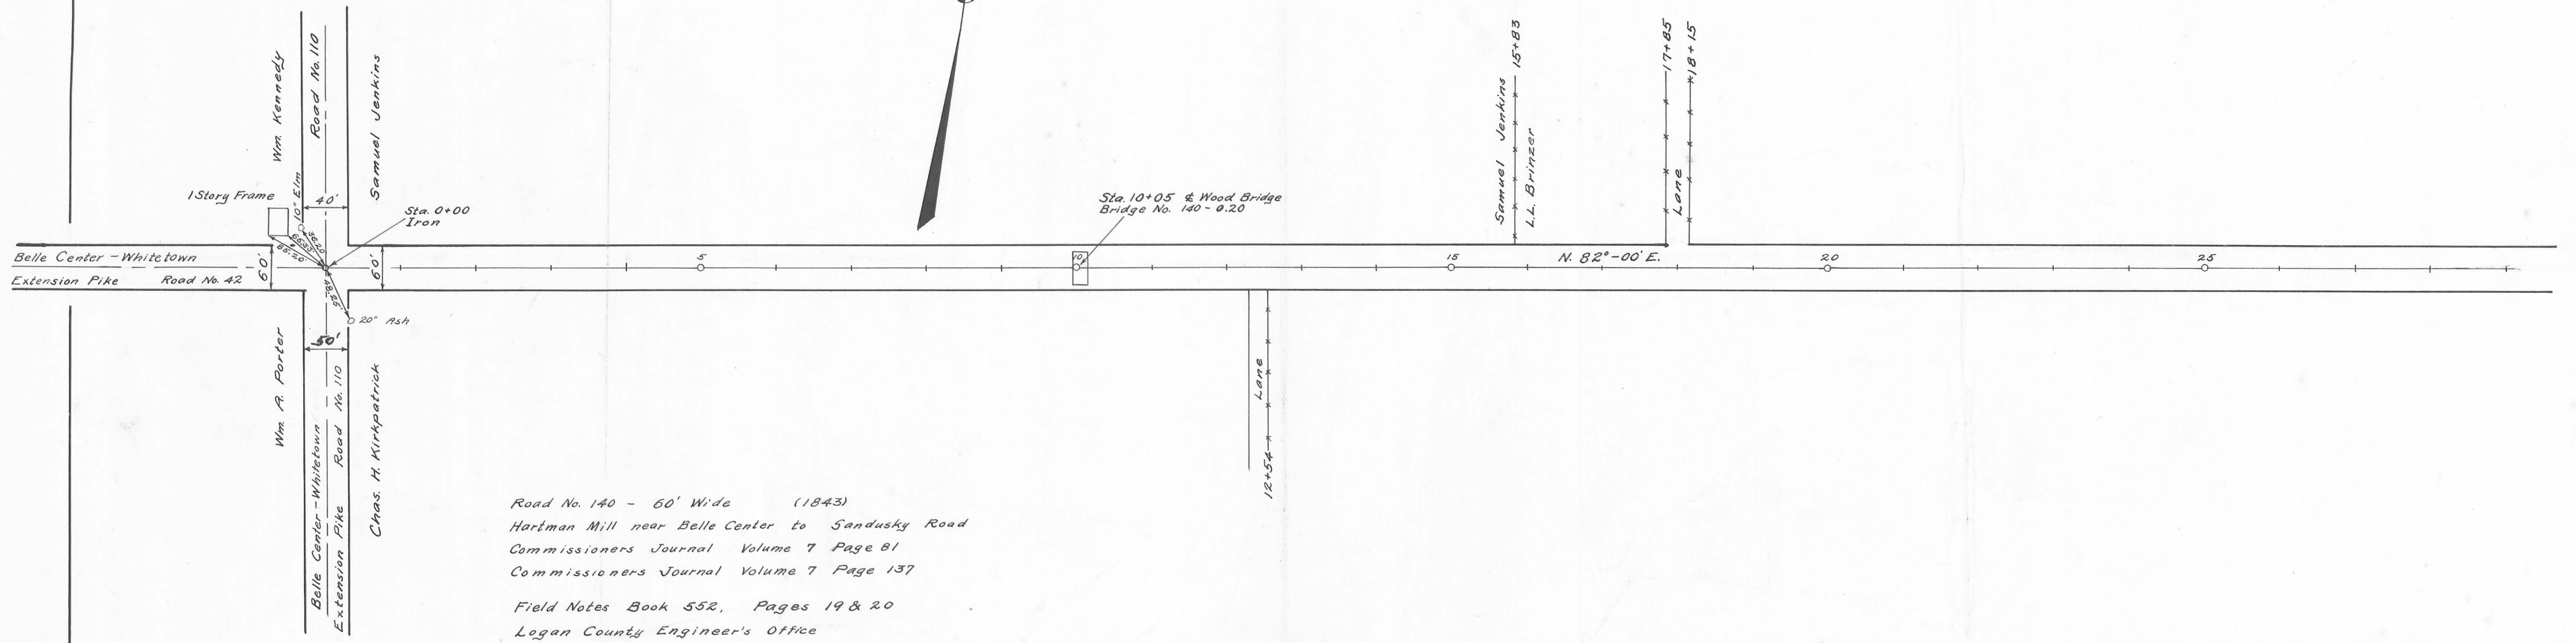 Wm. Kennedy
Road No. 110
Samuel Jenkins
1 Story Frame
10" Elm
40'
Sta. 0+00
Iron
Belle Center - Whitetown
Extension Pike Road No. 42
60'
60'
20" Ash
50'
Wm. A. Porter
Belle Center - Whitetown
Extension Pike Road No. 110
Chas. H. Kirkpatrick
5
Sta. 10+05 ℄ Wood Bridge
Bridge No. 140 - 0.20
10
Lane
12+54
15
Samuel Jenkins
15+83
L.L. Brinzer
N. 82°-00' E.
17+85
Lane
18+15
20
25
Road No. 140 - 60' Wide (1843)
Hartman Mill near Belle Center to Sandusky Road
Commissioners Journal Volume 7 Page 81
Commissioners Journal Volume 7 Page 137
Field Notes Book 552, Pages 19 & 20
Logan County Engineer's Office